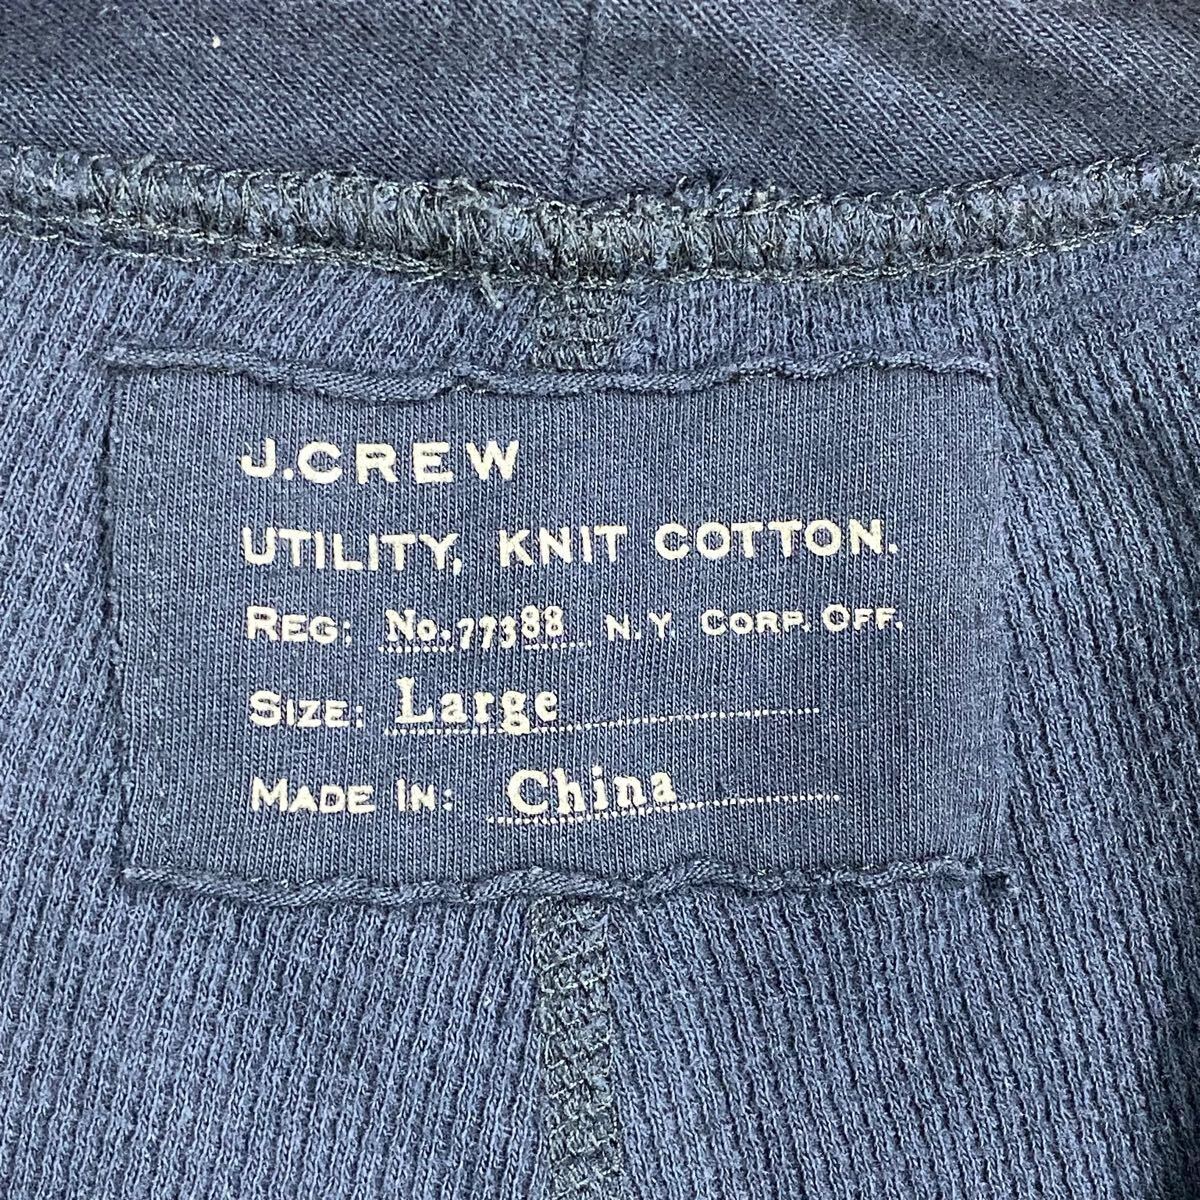 J.CREW
UTILITY, KNIT COTTON.
REG: No.77388 N.Y. CORP. OFF.
SIZE: Large
MADE IN: China